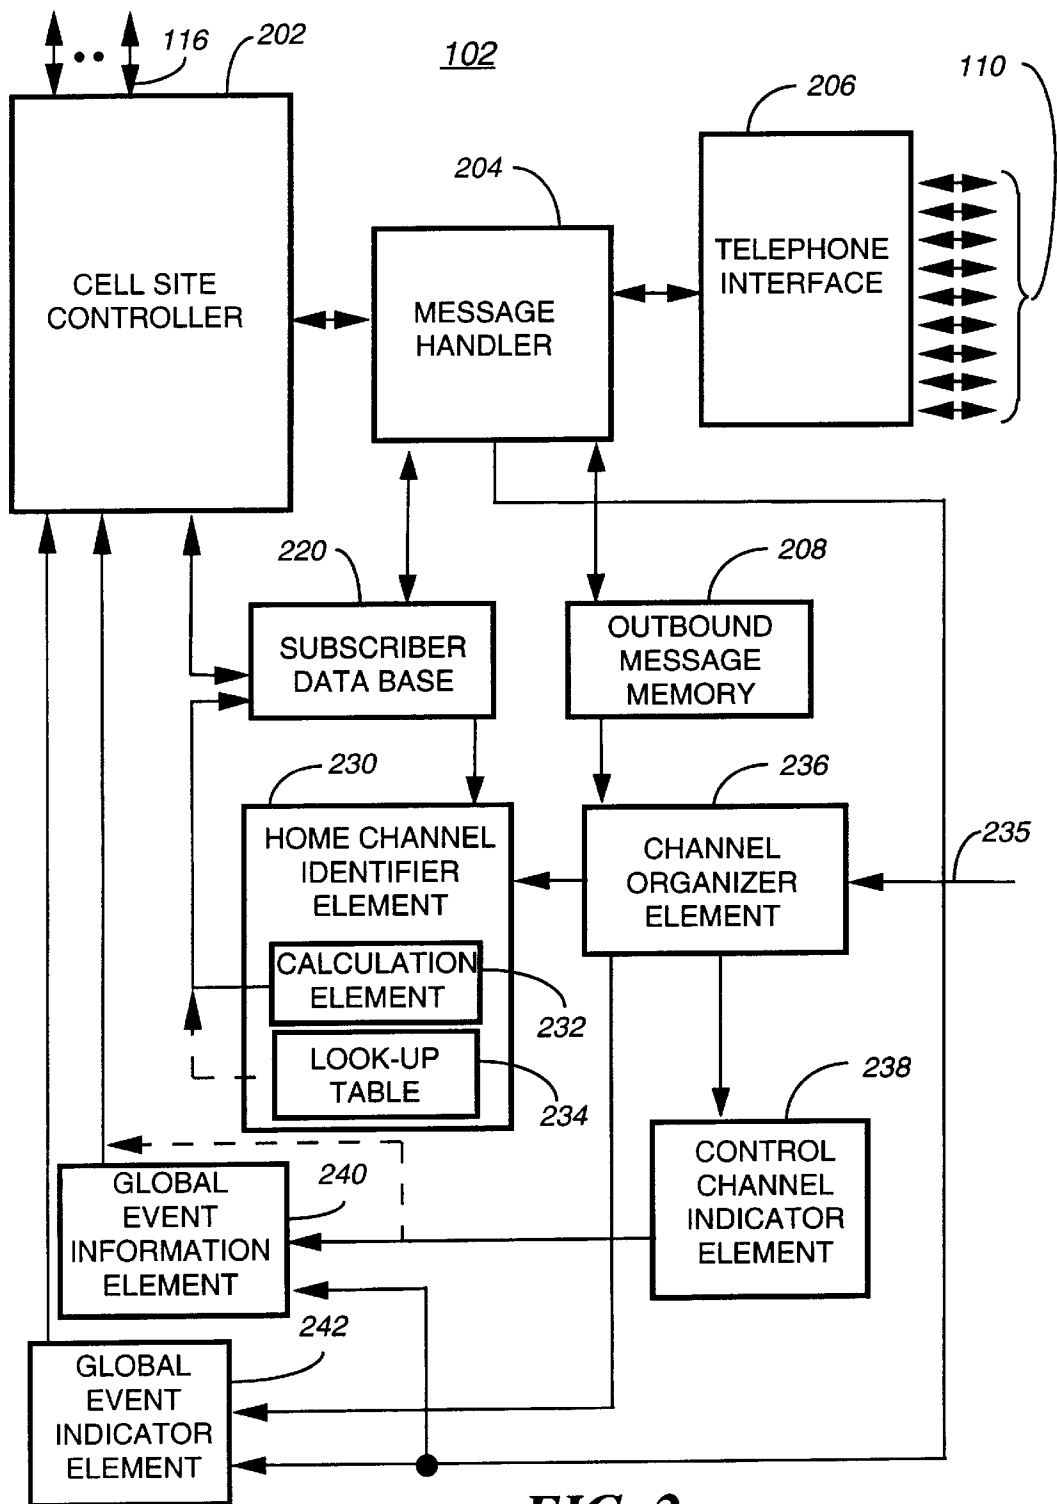 116
202
102
206
110
204
CELL SITE
CONTROLLER
MESSAGE
HANDLER
TELEPHONE
INTERFACE
220
208
SUBSCRIBER
DATA BASE
OUTBOUND
MESSAGE
MEMORY
230
236
235
HOME CHANNEL
IDENTIFIER
ELEMENT
CHANNEL
ORGANIZER
ELEMENT
CALCULATION
ELEMENT
232
LOOK-UP
TABLE
234
238
GLOBAL
EVENT
INFORMATION
ELEMENT
240
CONTROL
CHANNEL
INDICATOR
ELEMENT
242
GLOBAL
EVENT
INDICATOR
ELEMENT
FIG. 2